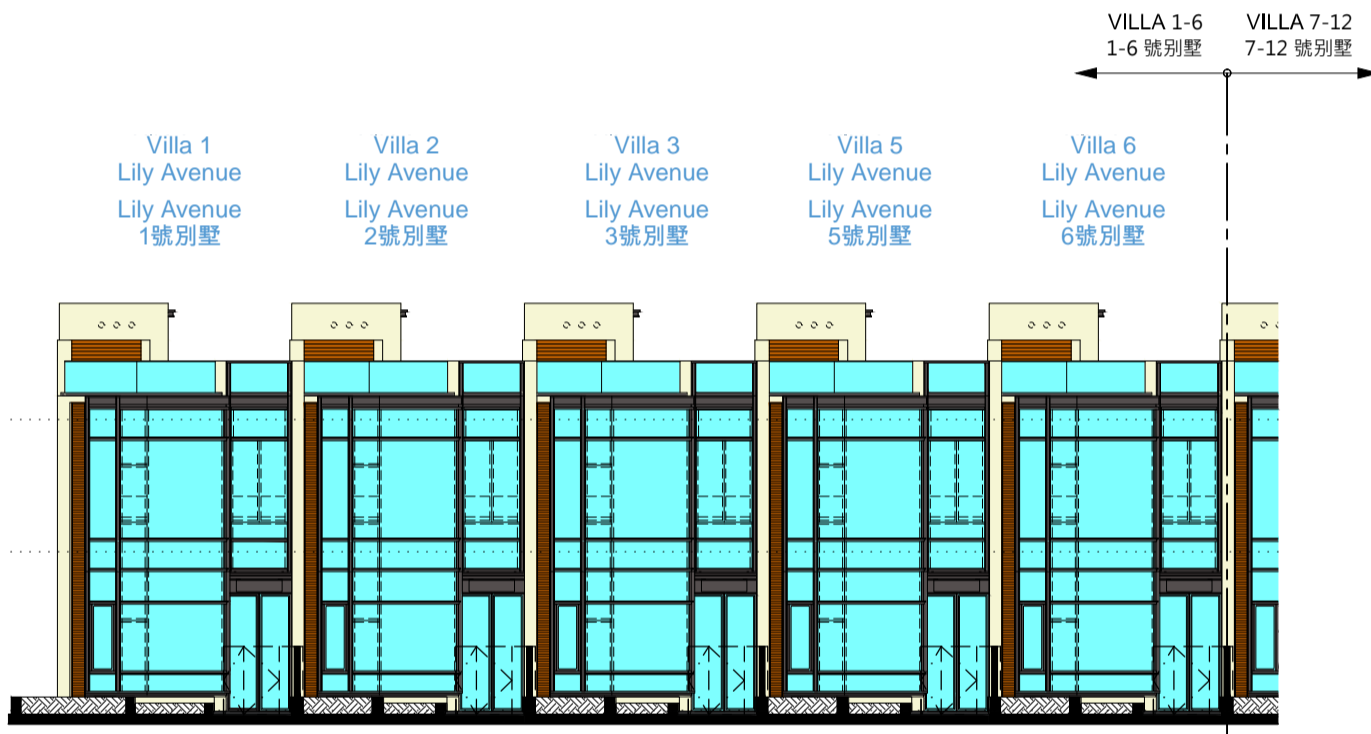 VILLA 1-6
1-6 號別墅
VILLA 7-12
7-12 號別墅
Villa 1
Lily Avenue
Lily Avenue
1號別墅
Villa 2
Lily Avenue
Lily Avenue
2號別墅
Villa 3
Lily Avenue
Lily Avenue
3號別墅
Villa 5
Lily Avenue
Lily Avenue
5號別墅
Villa 6
Lily Avenue
Lily Avenue
6號別墅